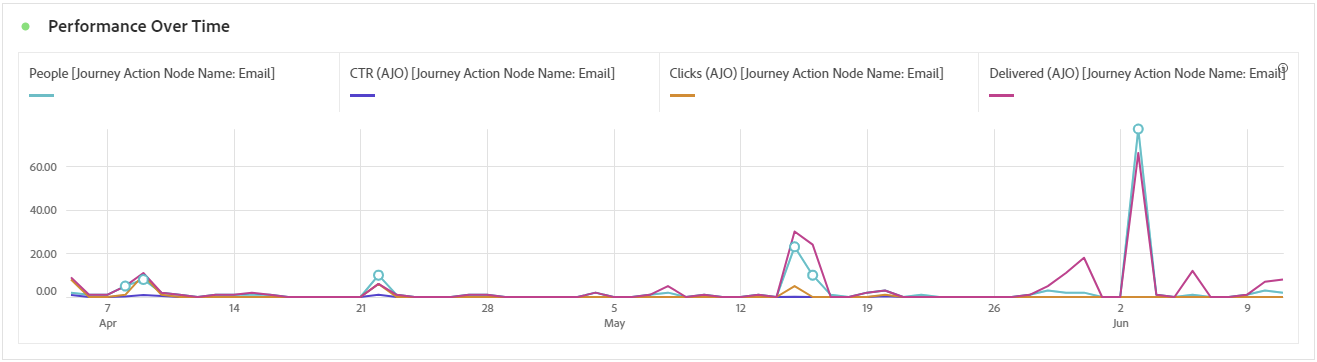 Performance Over Time
People [Journey Action Node Name: Email]
CTR (AJO) [Journey Action Node Name: Email]
Clicks (AJO) [Journey Action Node Name: Email]
Delivered (AJO) [Journey Action Node Name: Email]
60.00
40.00
20.00
0.00
7 14 21 28 5 12 19 26 2 9
Apr May Jun